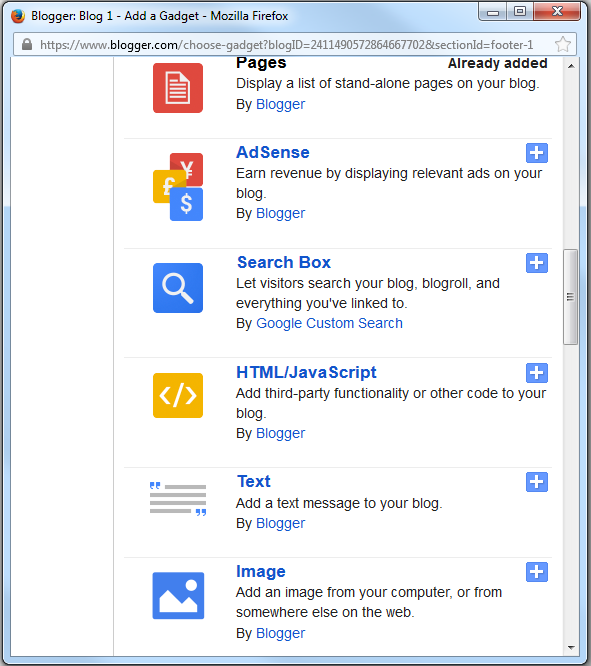 Blogger: Blog 1 - Add a Gadget - Mozilla Firefox
https://www.blogger.com/choose-gadget?blogID=2411490572864667702&sectionId=footer-1
Pages Already added
Display a list of stand-alone pages on your blog.
By Blogger
AdSense
Earn revenue by displaying relevant ads on your
blog.
By Blogger
Search Box
Let visitors search your blog, blogroll, and
everything you've linked to.
By Google Custom Search
HTML/JavaScript
Add third-party functionality or other code to your
blog.
By Blogger
Text
Add a text message to your blog.
By Blogger
Image
Add an image from your computer, or from
somewhere else on the web.
By Blogger